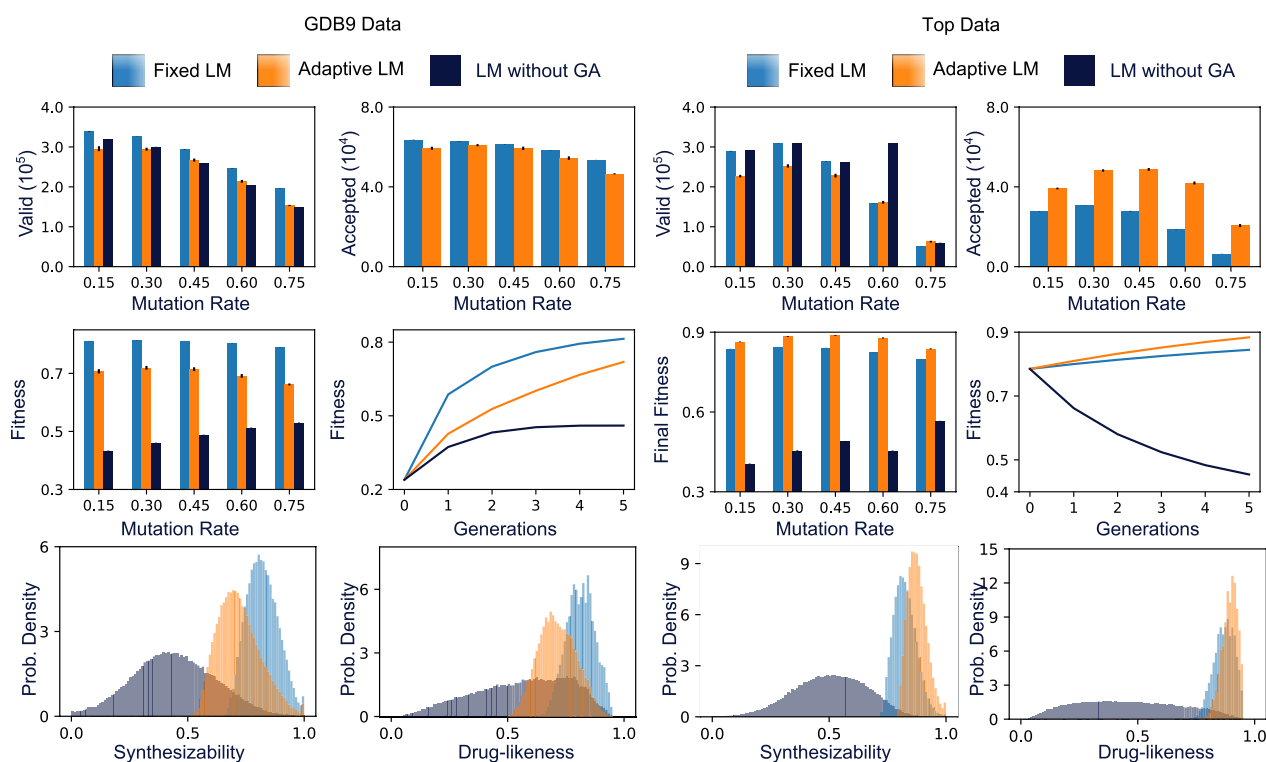 GDB9 Data
Top Data
Fixed LM Adaptive LM LM without GA
Fixed LM Adaptive LM LM without GA
Valid (10⁵)
4.0
3.0
2.0
1.0
0.0
0.15 0.30 0.45 0.60 0.75
Mutation Rate
Accepted (10⁴)
8.0
4.0
0.0
0.15 0.30 0.45 0.60 0.75
Mutation Rate
Valid (10⁵)
4.0
3.0
2.0
1.0
0.0
0.15 0.30 0.45 0.60 0.75
Mutation Rate
Accepted (10⁴)
8.0
4.0
0.0
0.15 0.30 0.45 0.60 0.75
Mutation Rate
Fitness
0.7
0.5
0.3
0.15 0.30 0.45 0.60 0.75
Mutation Rate
Fitness
0.8
0.5
0.2
0 1 2 3 4 5
Generations
Final Fitness
0.9
0.6
0.3
0.15 0.30 0.45 0.60 0.75
Mutation Rate
Fitness
0.9
0.7
0.5
0.4
0 1 2 3 4 5
Generations
Prob. Density
6
3
0
0.0 0.5 1.0
Synthesizability
Prob. Density
6
3
0
0.0 0.5 1.0
Drug-likeness
Prob. Density
9
6
3
0
0.0 0.5 1.0
Synthesizability
Prob. Density
15
12
9
6
3
0
0.0 0.5 1.0
Drug-likeness